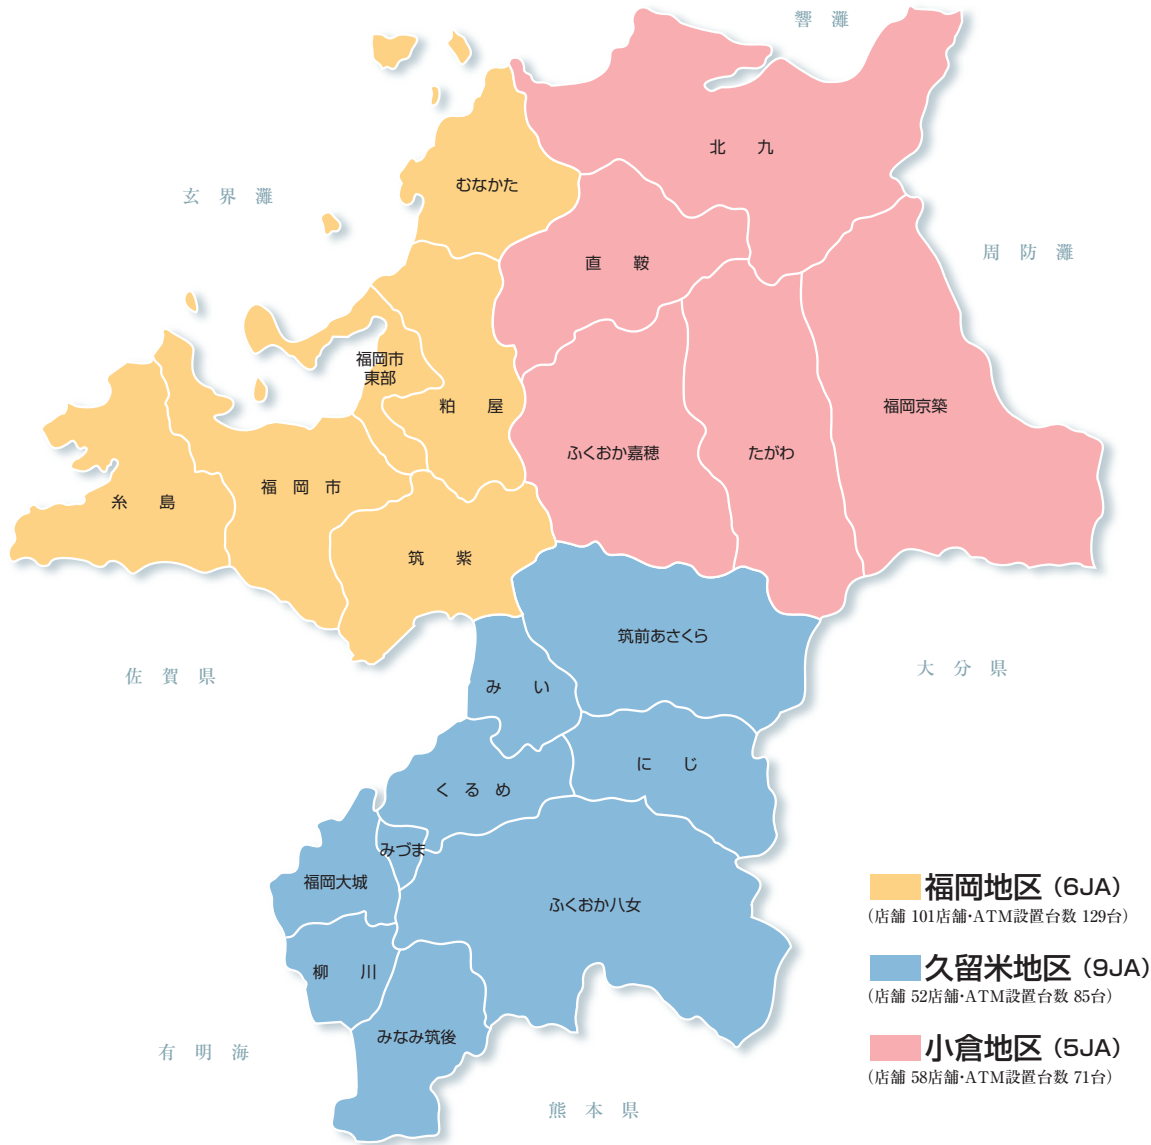 響灘
北九
むなかた
玄界灘
周防灘
直鞍
福岡市
東部
粕屋
福岡京築
ふくおか嘉穂
たがわ
福岡市
糸島
筑紫
筑前あさくら
佐賀県
大分県
みい
にじ
くるめ
みづま
福岡大城
ふくおか八女
柳川
みなみ筑後
有明海
熊本県
福岡地区（6JA）
（店舗 101店舗・ATM設置台数 129台）
久留米地区（9JA）
（店舗 52店舗・ATM設置台数 85台）
小倉地区（5JA）
（店舗 58店舗・ATM設置台数 71台）